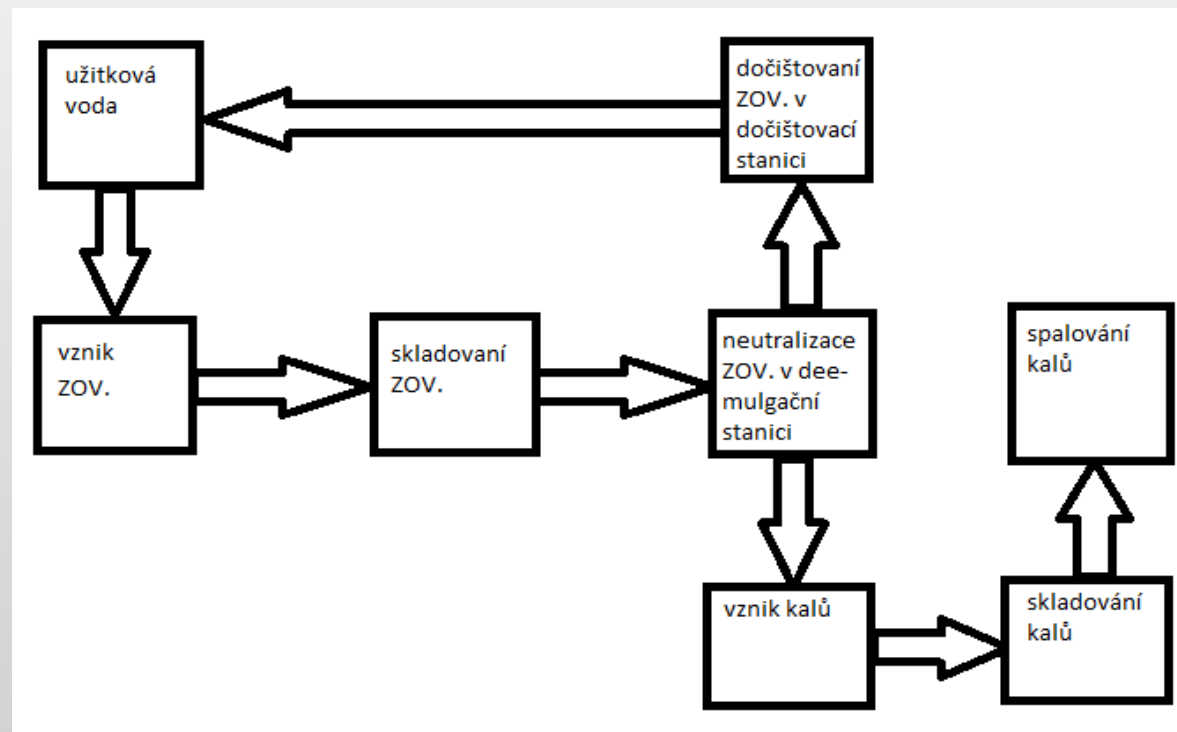 užitková
voda
dočištovaní
ZOV. v
dočištovací
stanici
vznik
ZOV.
skladovaní
ZOV.
neutralizace
ZOV. v dee-
mulgační
stanici
spalování
kalů
vznik kalů
skladování
kalů